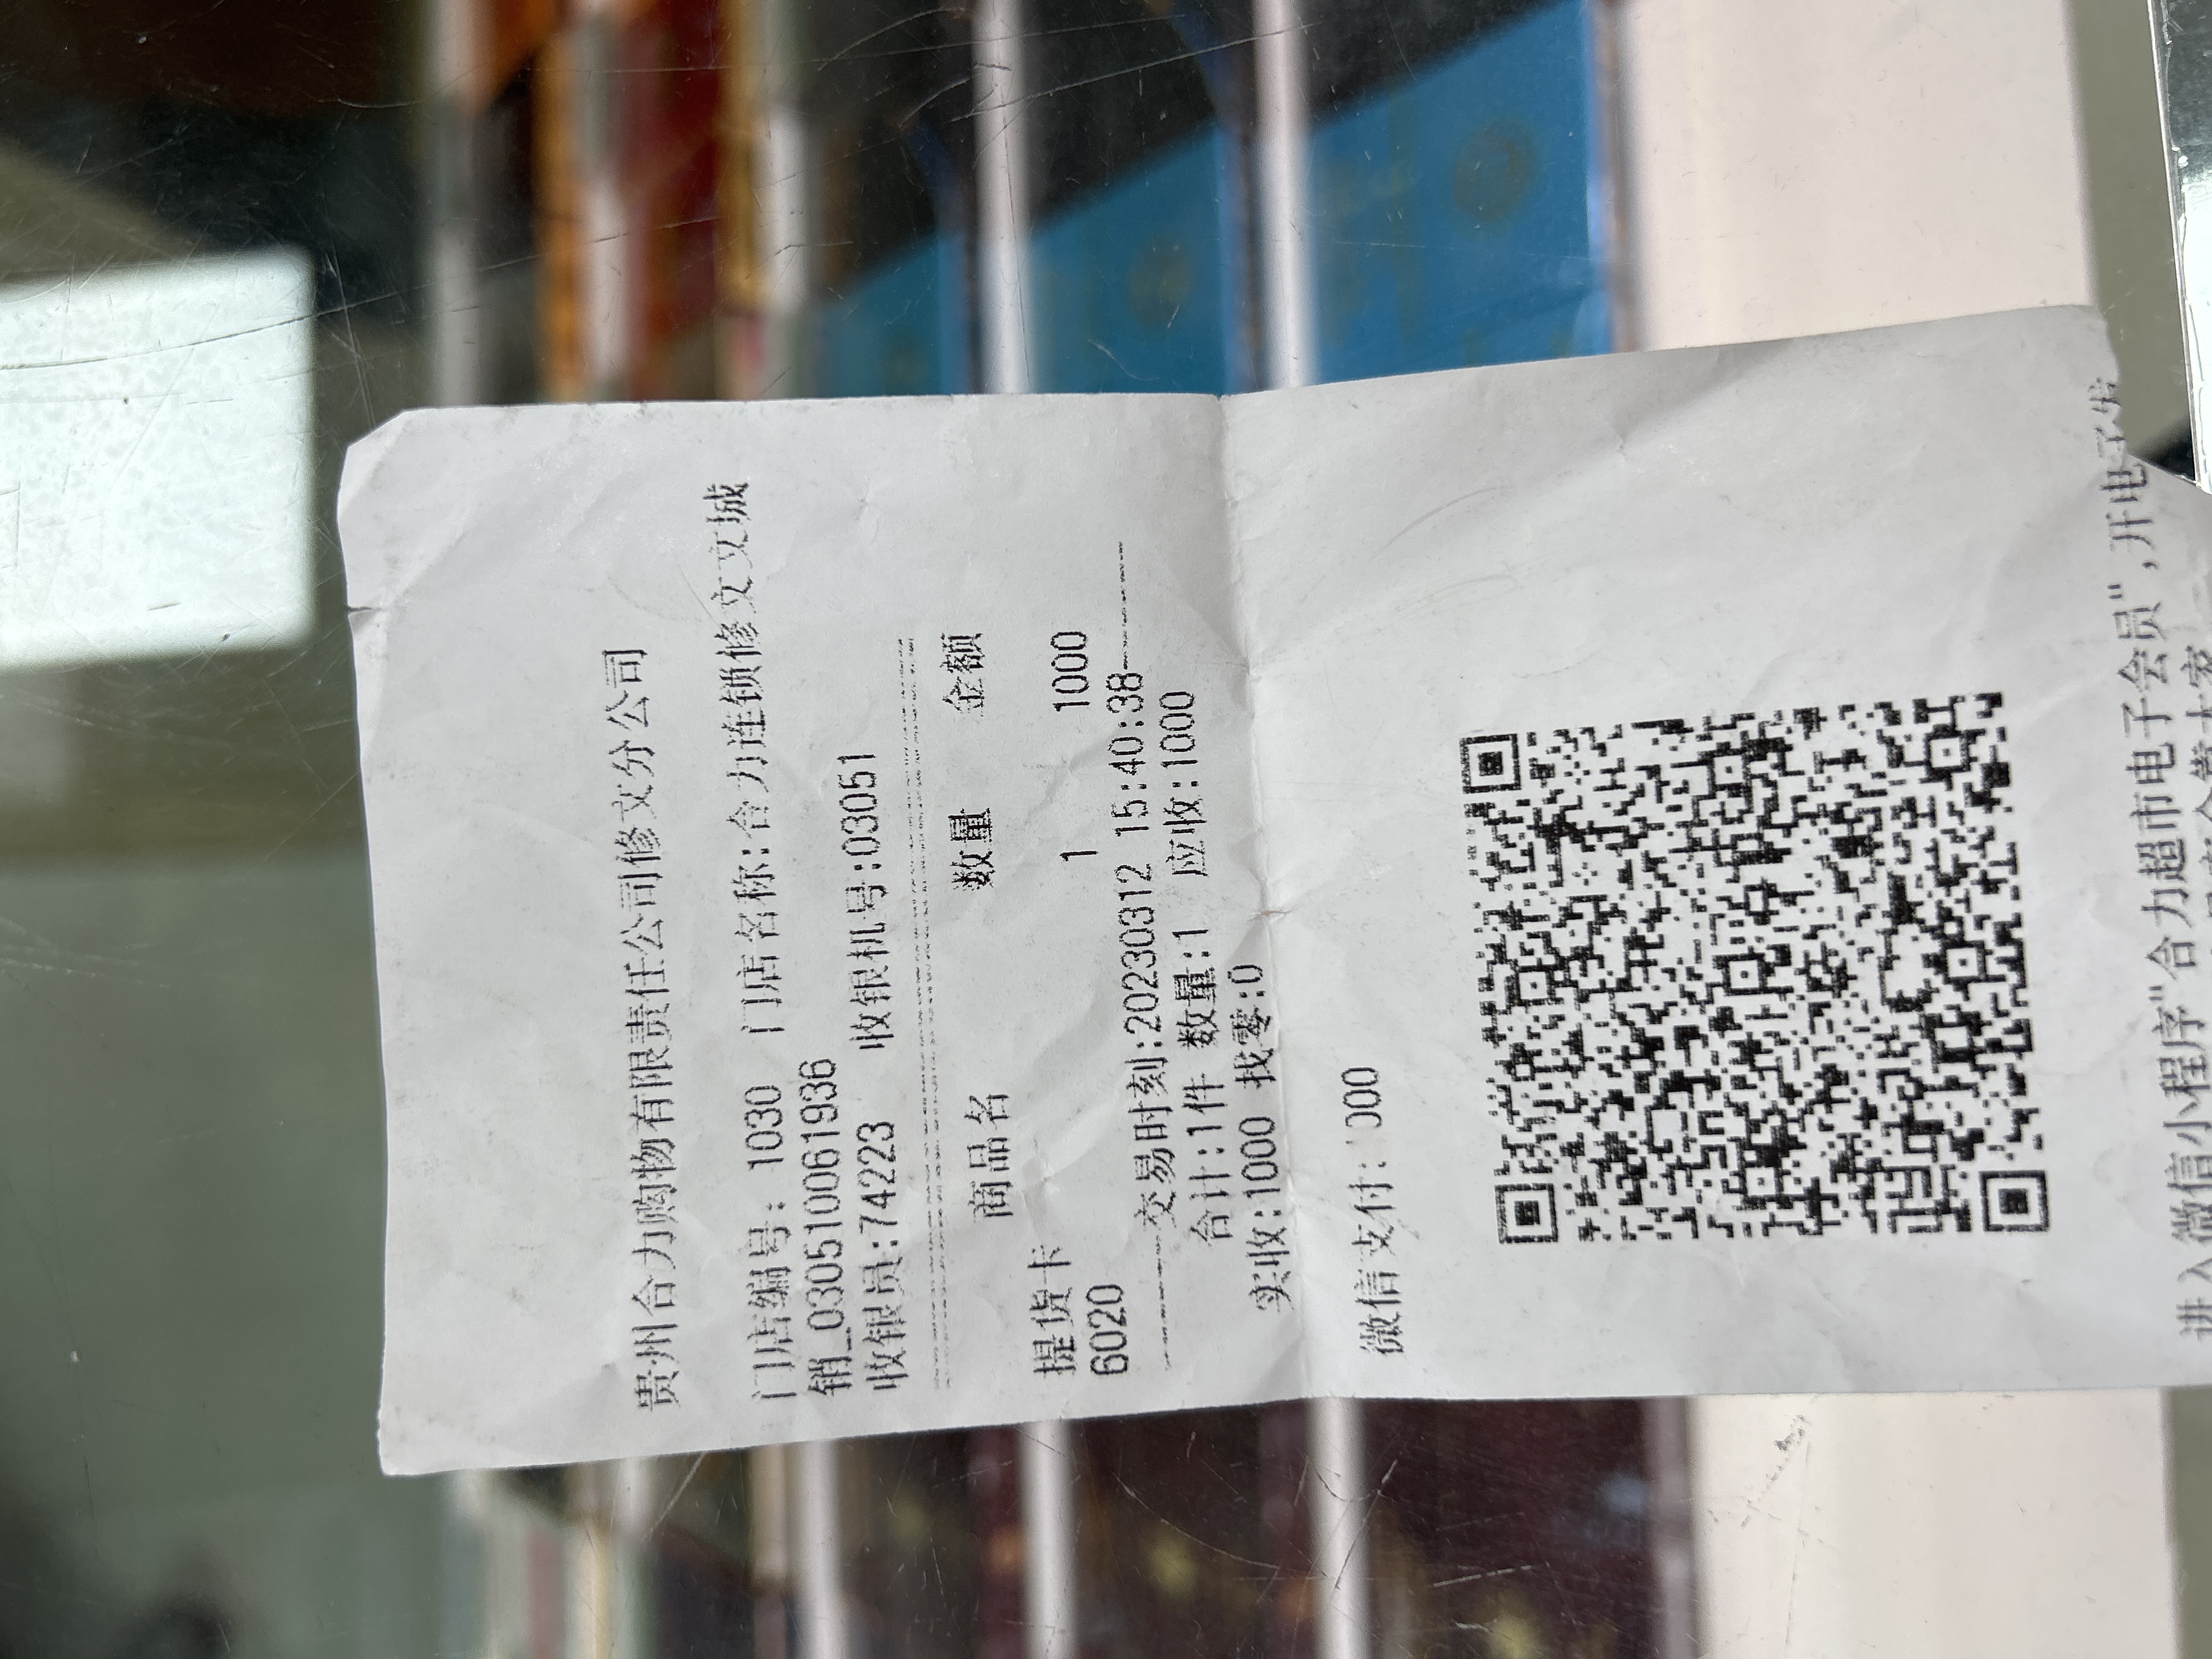 贵州合力购物有限责任公司修文分公司
门店编号: 1030 门店名称:合力连锁修文文城
销_030510061936
收银员:74223 收银机号:03051
商品名 数量 金额
提货卡
6020 1 1000
交易时刻:20230312 15:40:38
合计:1件 数量:1 应收:1000
实收:1000 找零:0
微信支付: 000
进入微信小程序"合力超市电子会员",开电子发